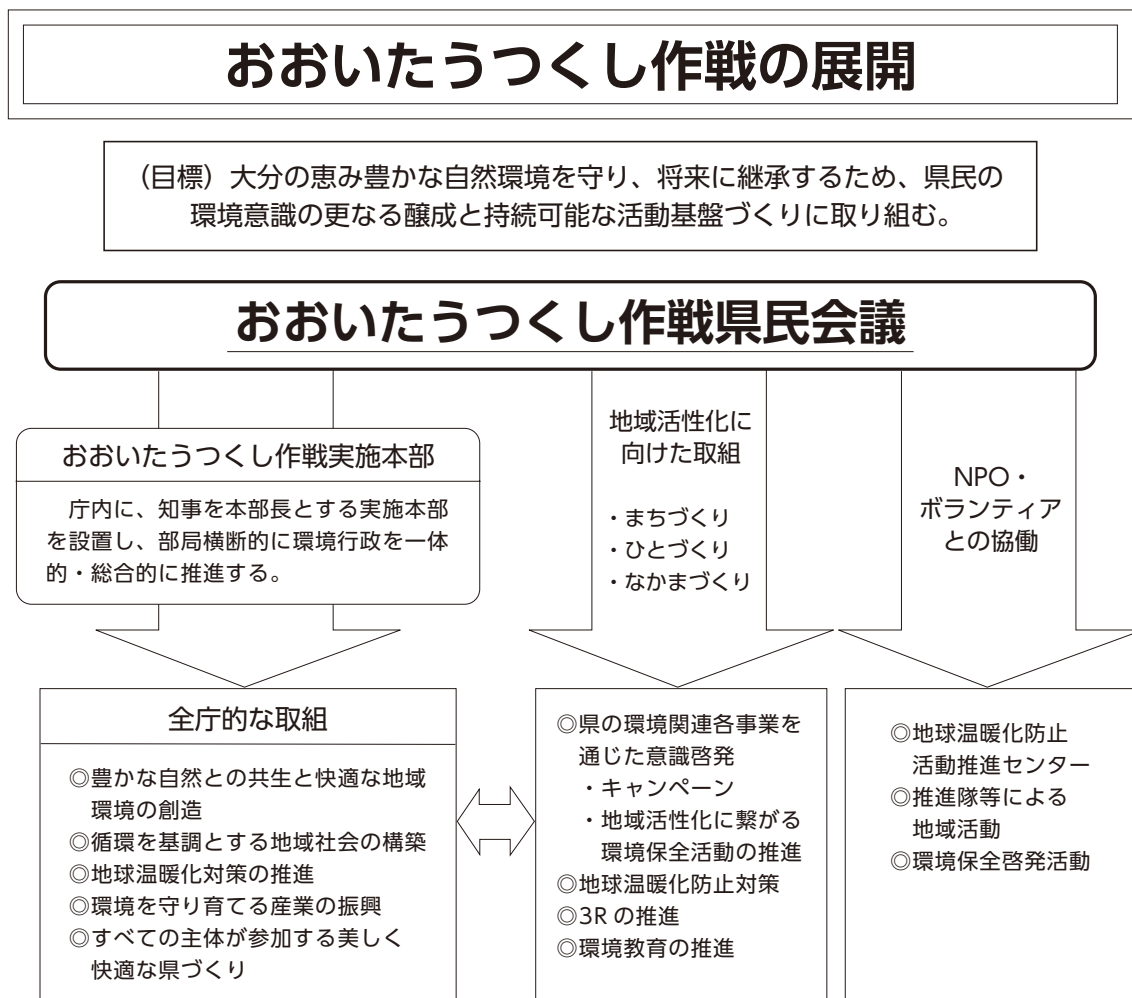 おおいたうつくし作戦の展開
（目標）大分の恵み豊かな自然環境を守り、将来に継承するため、県民の
環境意識の更なる醸成と持続可能な活動基盤づくりに取り組む。
おおいたうつくし作戦県民会議
おおいたうつくし作戦実施本部
庁内に、知事を本部長とする実施本部
を設置し、部局横断的に環境行政を一体
的・総合的に推進する。
地域活性化に
向けた取組
・まちづくり
・ひとづくり
・なかまづくり
NPO・
ボランティア
との協働
全庁的な取組
◎豊かな自然との共生と快適な地域
環境の創造
◎循環を基調とする地域社会の構築
◎地球温暖化対策の推進
◎環境を守り育てる産業の振興
◎すべての主体が参加する美しく
快適な県づくり
◎県の環境関連各事業を
通じた意識啓発
・キャンペーン
・地域活性化に繋がる
環境保全活動の推進
◎地球温暖化防止対策
◎3Rの推進
◎環境教育の推進
◎地球温暖化防止
活動推進センター
◎推進隊等による
地域活動
◎環境保全啓発活動